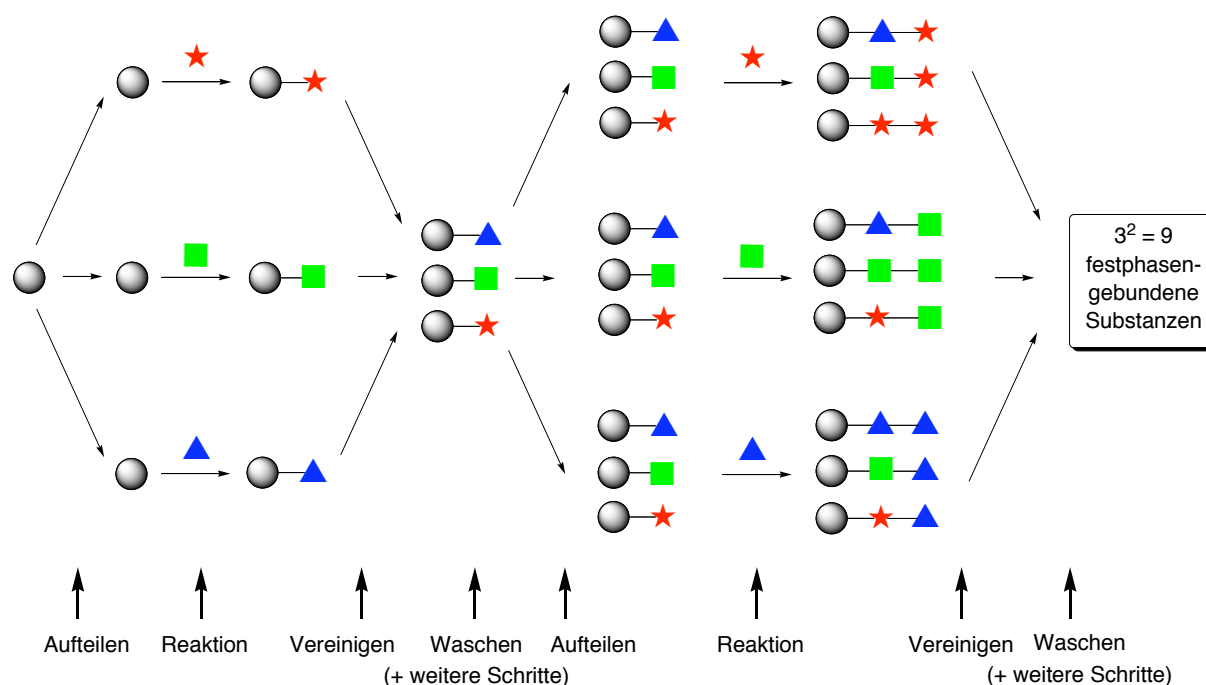 3² = 9
festphasen-
gebundene
Substanzen
Aufteilen
Reaktion
Vereinigen
Waschen
(+ weitere Schritte)
Aufteilen
Reaktion
Vereinigen
Waschen
(+ weitere Schritte)